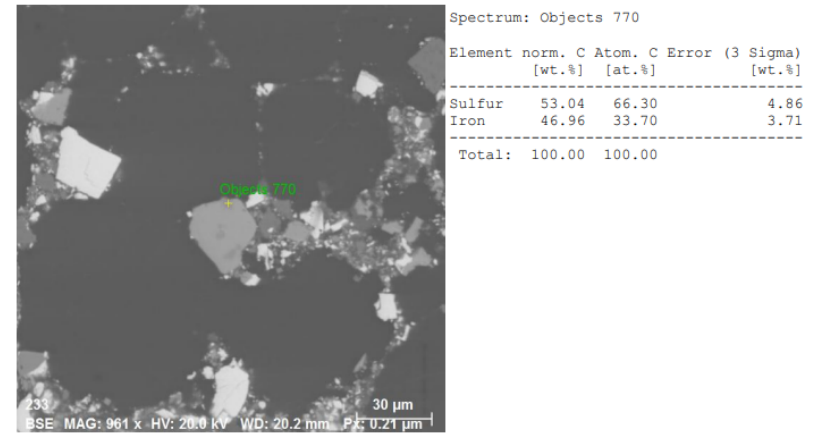 Spectrum: Objects 770
Element norm. C Atom. C Error (3 Sigma)
[wt.%] [at.%] [wt.%]
Sulfur 53.04 66.30 4.86
Iron 46.96 33.70 3.71
Total: 100.00 100.00
Objects 770
233
30 µm
BSE MAG: 961 x HV: 20.0 kV WD: 20.2 mm Px: 0.21 µm